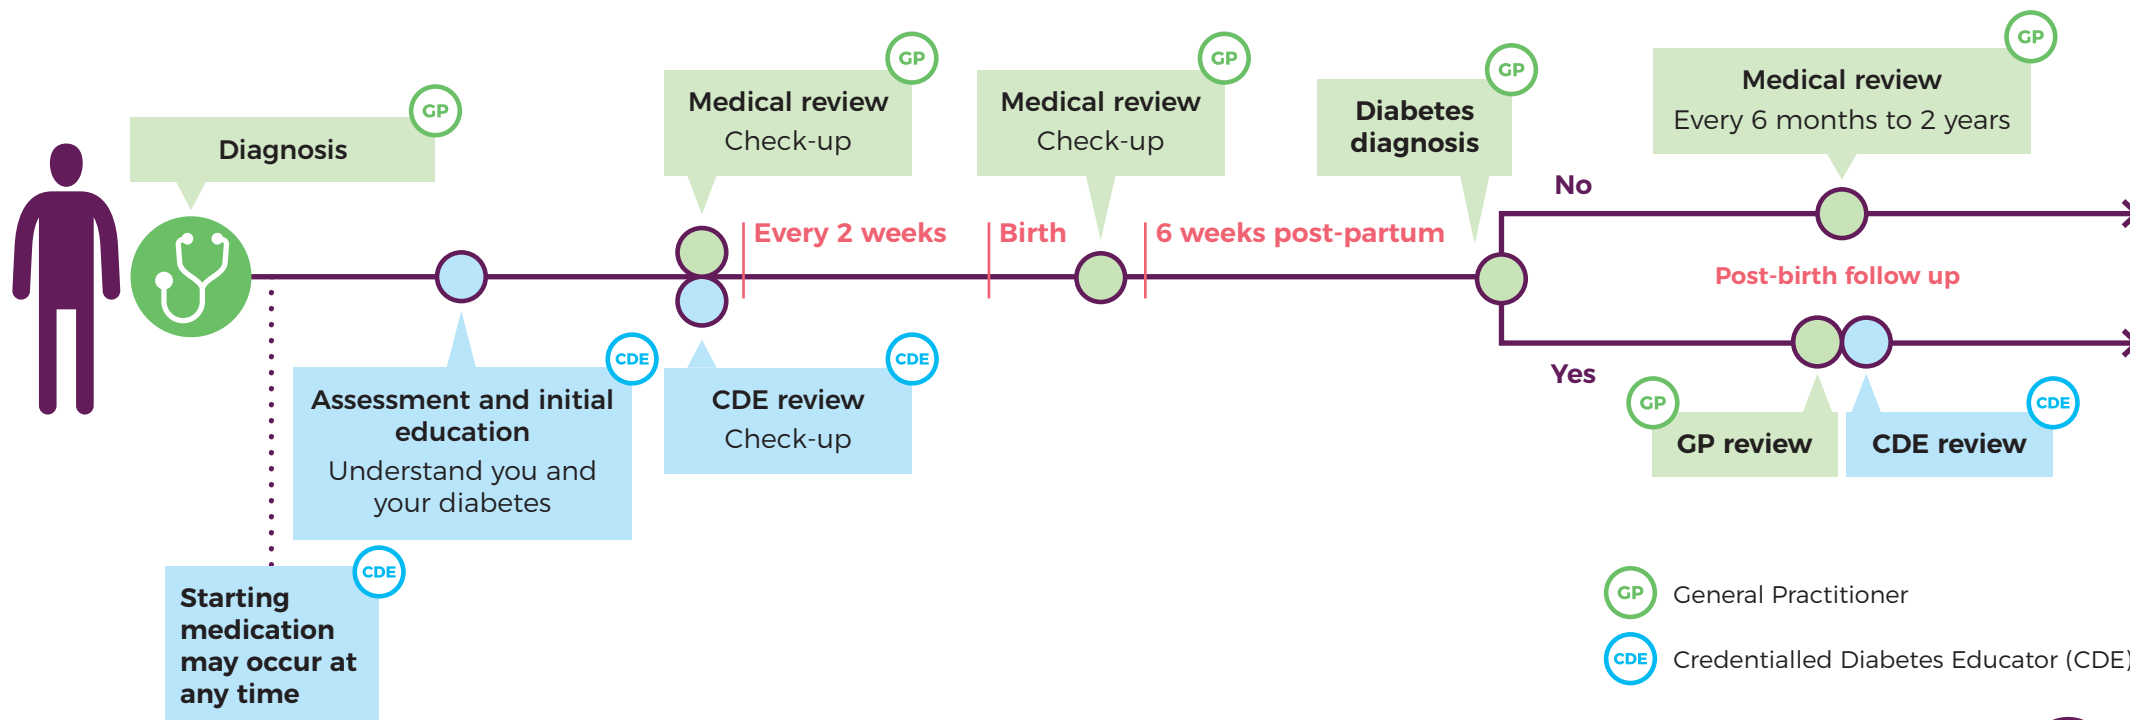 GP
Diagnosis
GP
Medical review
Check-up
GP
Medical review
Check-up
GP
Diabetes
diagnosis
GP
Medical review
Every 6 months to 2 years
No
Every 2 weeks
Birth
6 weeks post-partum
Post-birth follow up
Yes
CDE
Assessment and initial
education
Understand you and
your diabetes
CDE
CDE review
Check-up
GP
GP review
CDE
CDE review
CDE
Starting
medication
may occur at
any time
GP
General Practitioner
CDE
Credentialled Diabetes Educator (CDE)